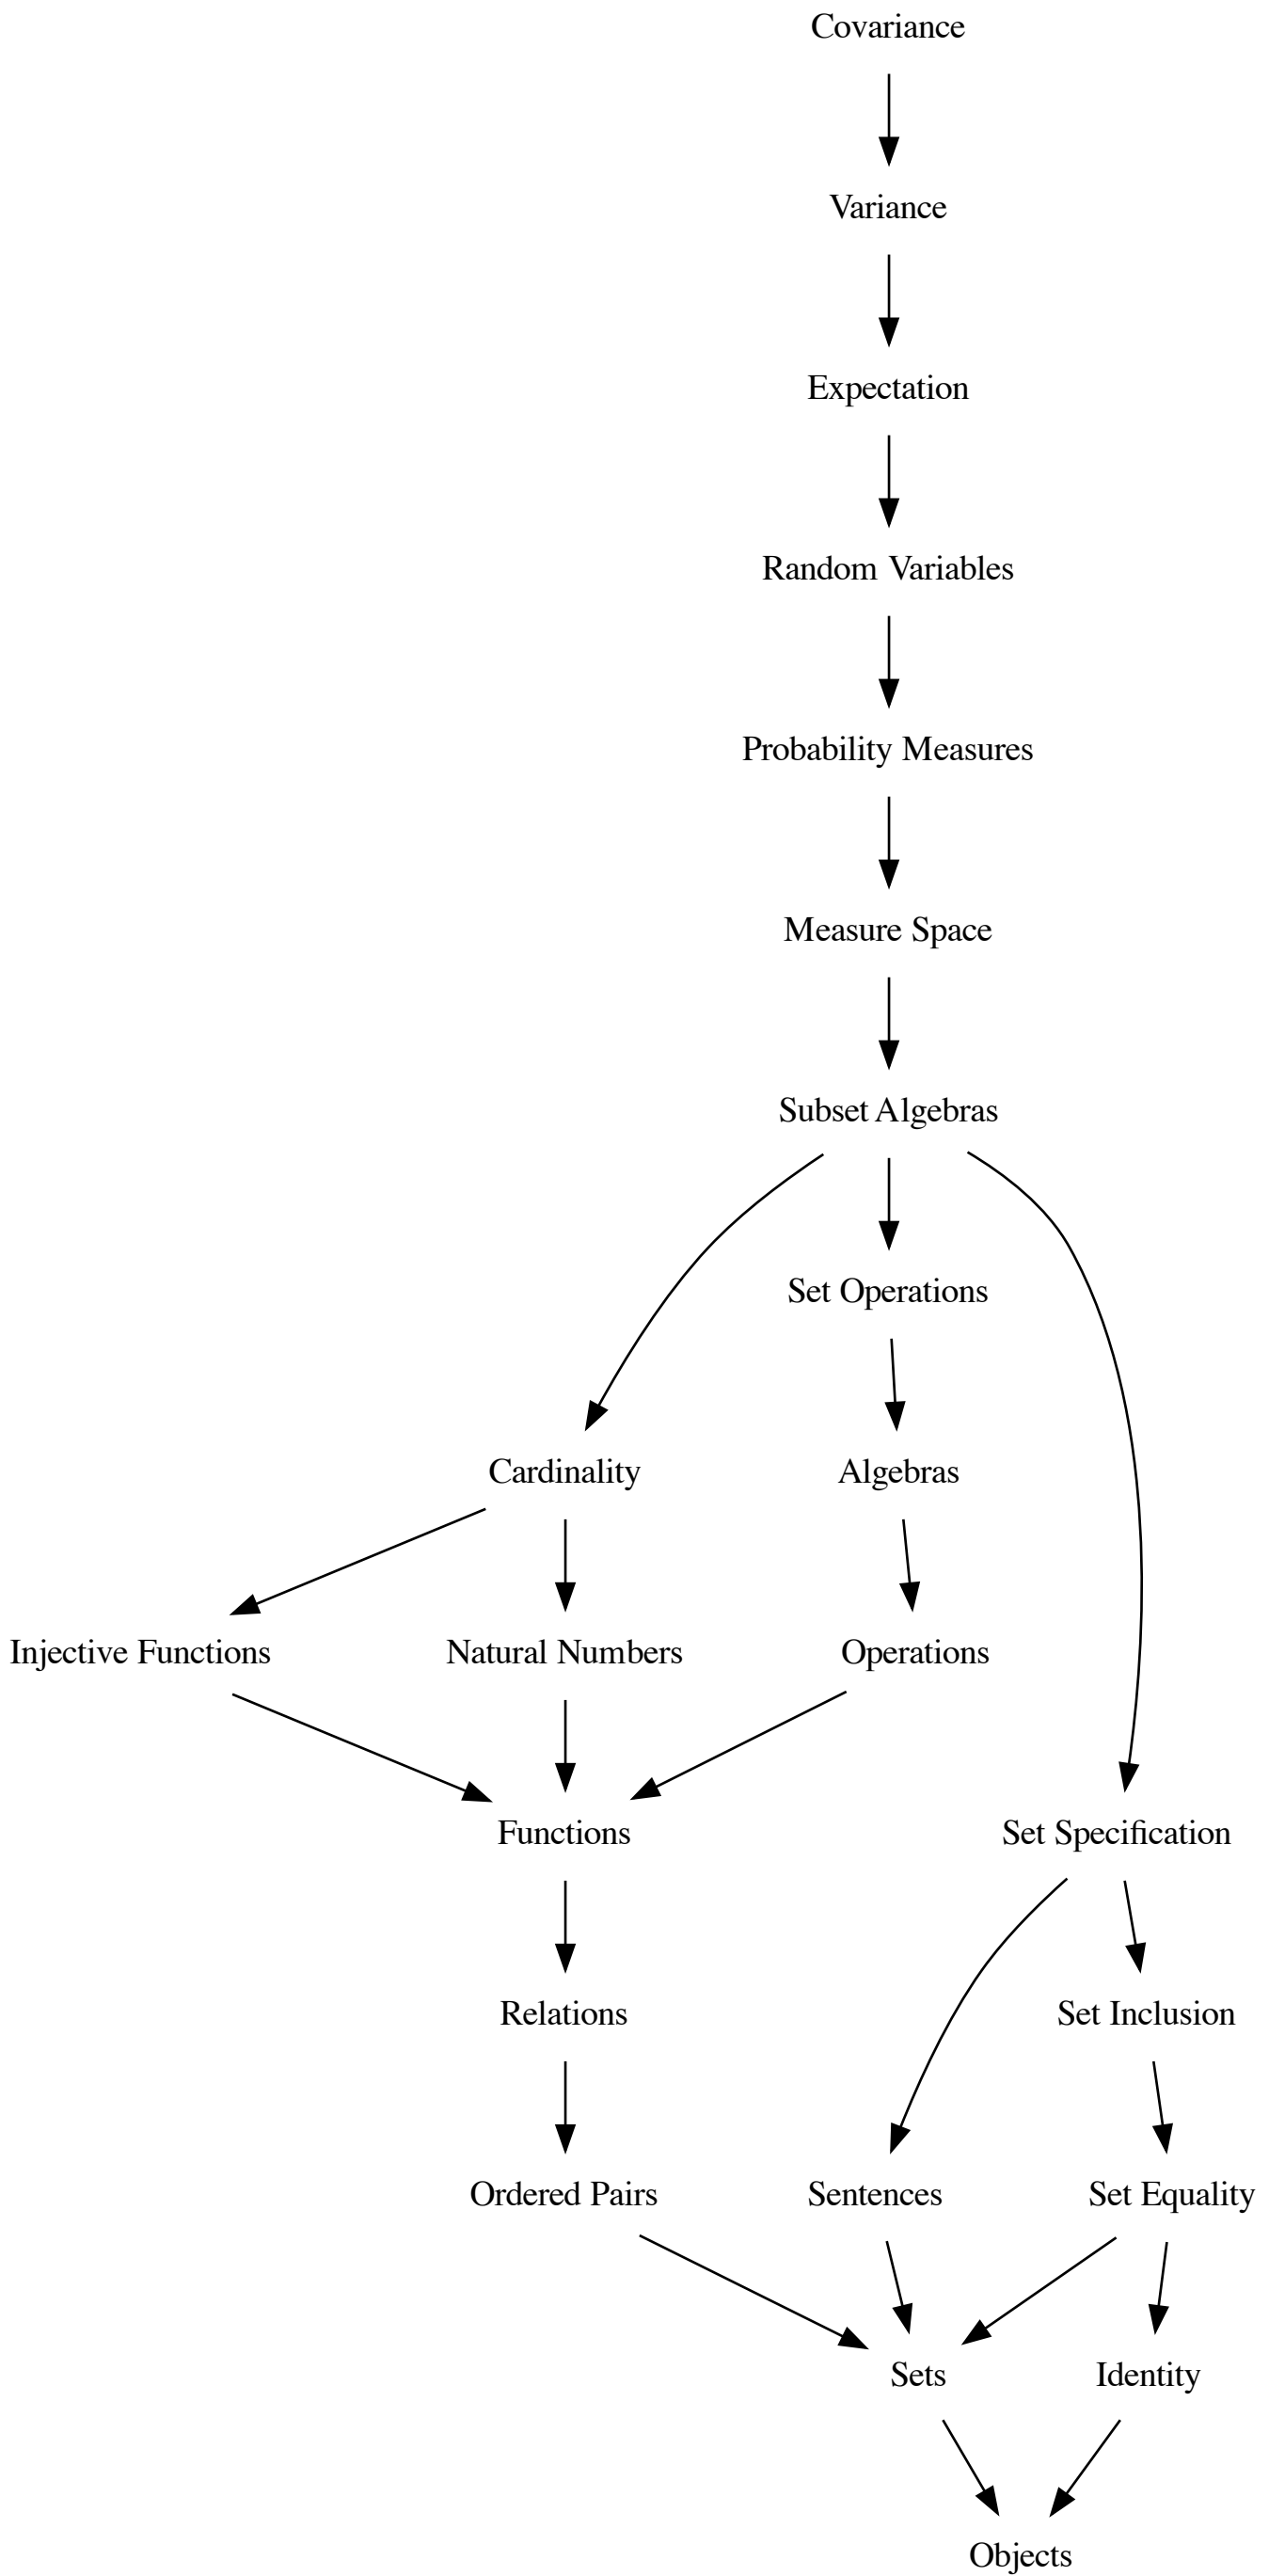 Covariance
Variance
Expectation
Random Variables
Probability Measures
Measure Space
Subset Algebras
Set Operations
Cardinality
Algebras
Injective Functions
Natural Numbers
Operations
Functions
Set Specification
Relations
Set Inclusion
Ordered Pairs
Sentences
Set Equality
Sets
Identity
Objects